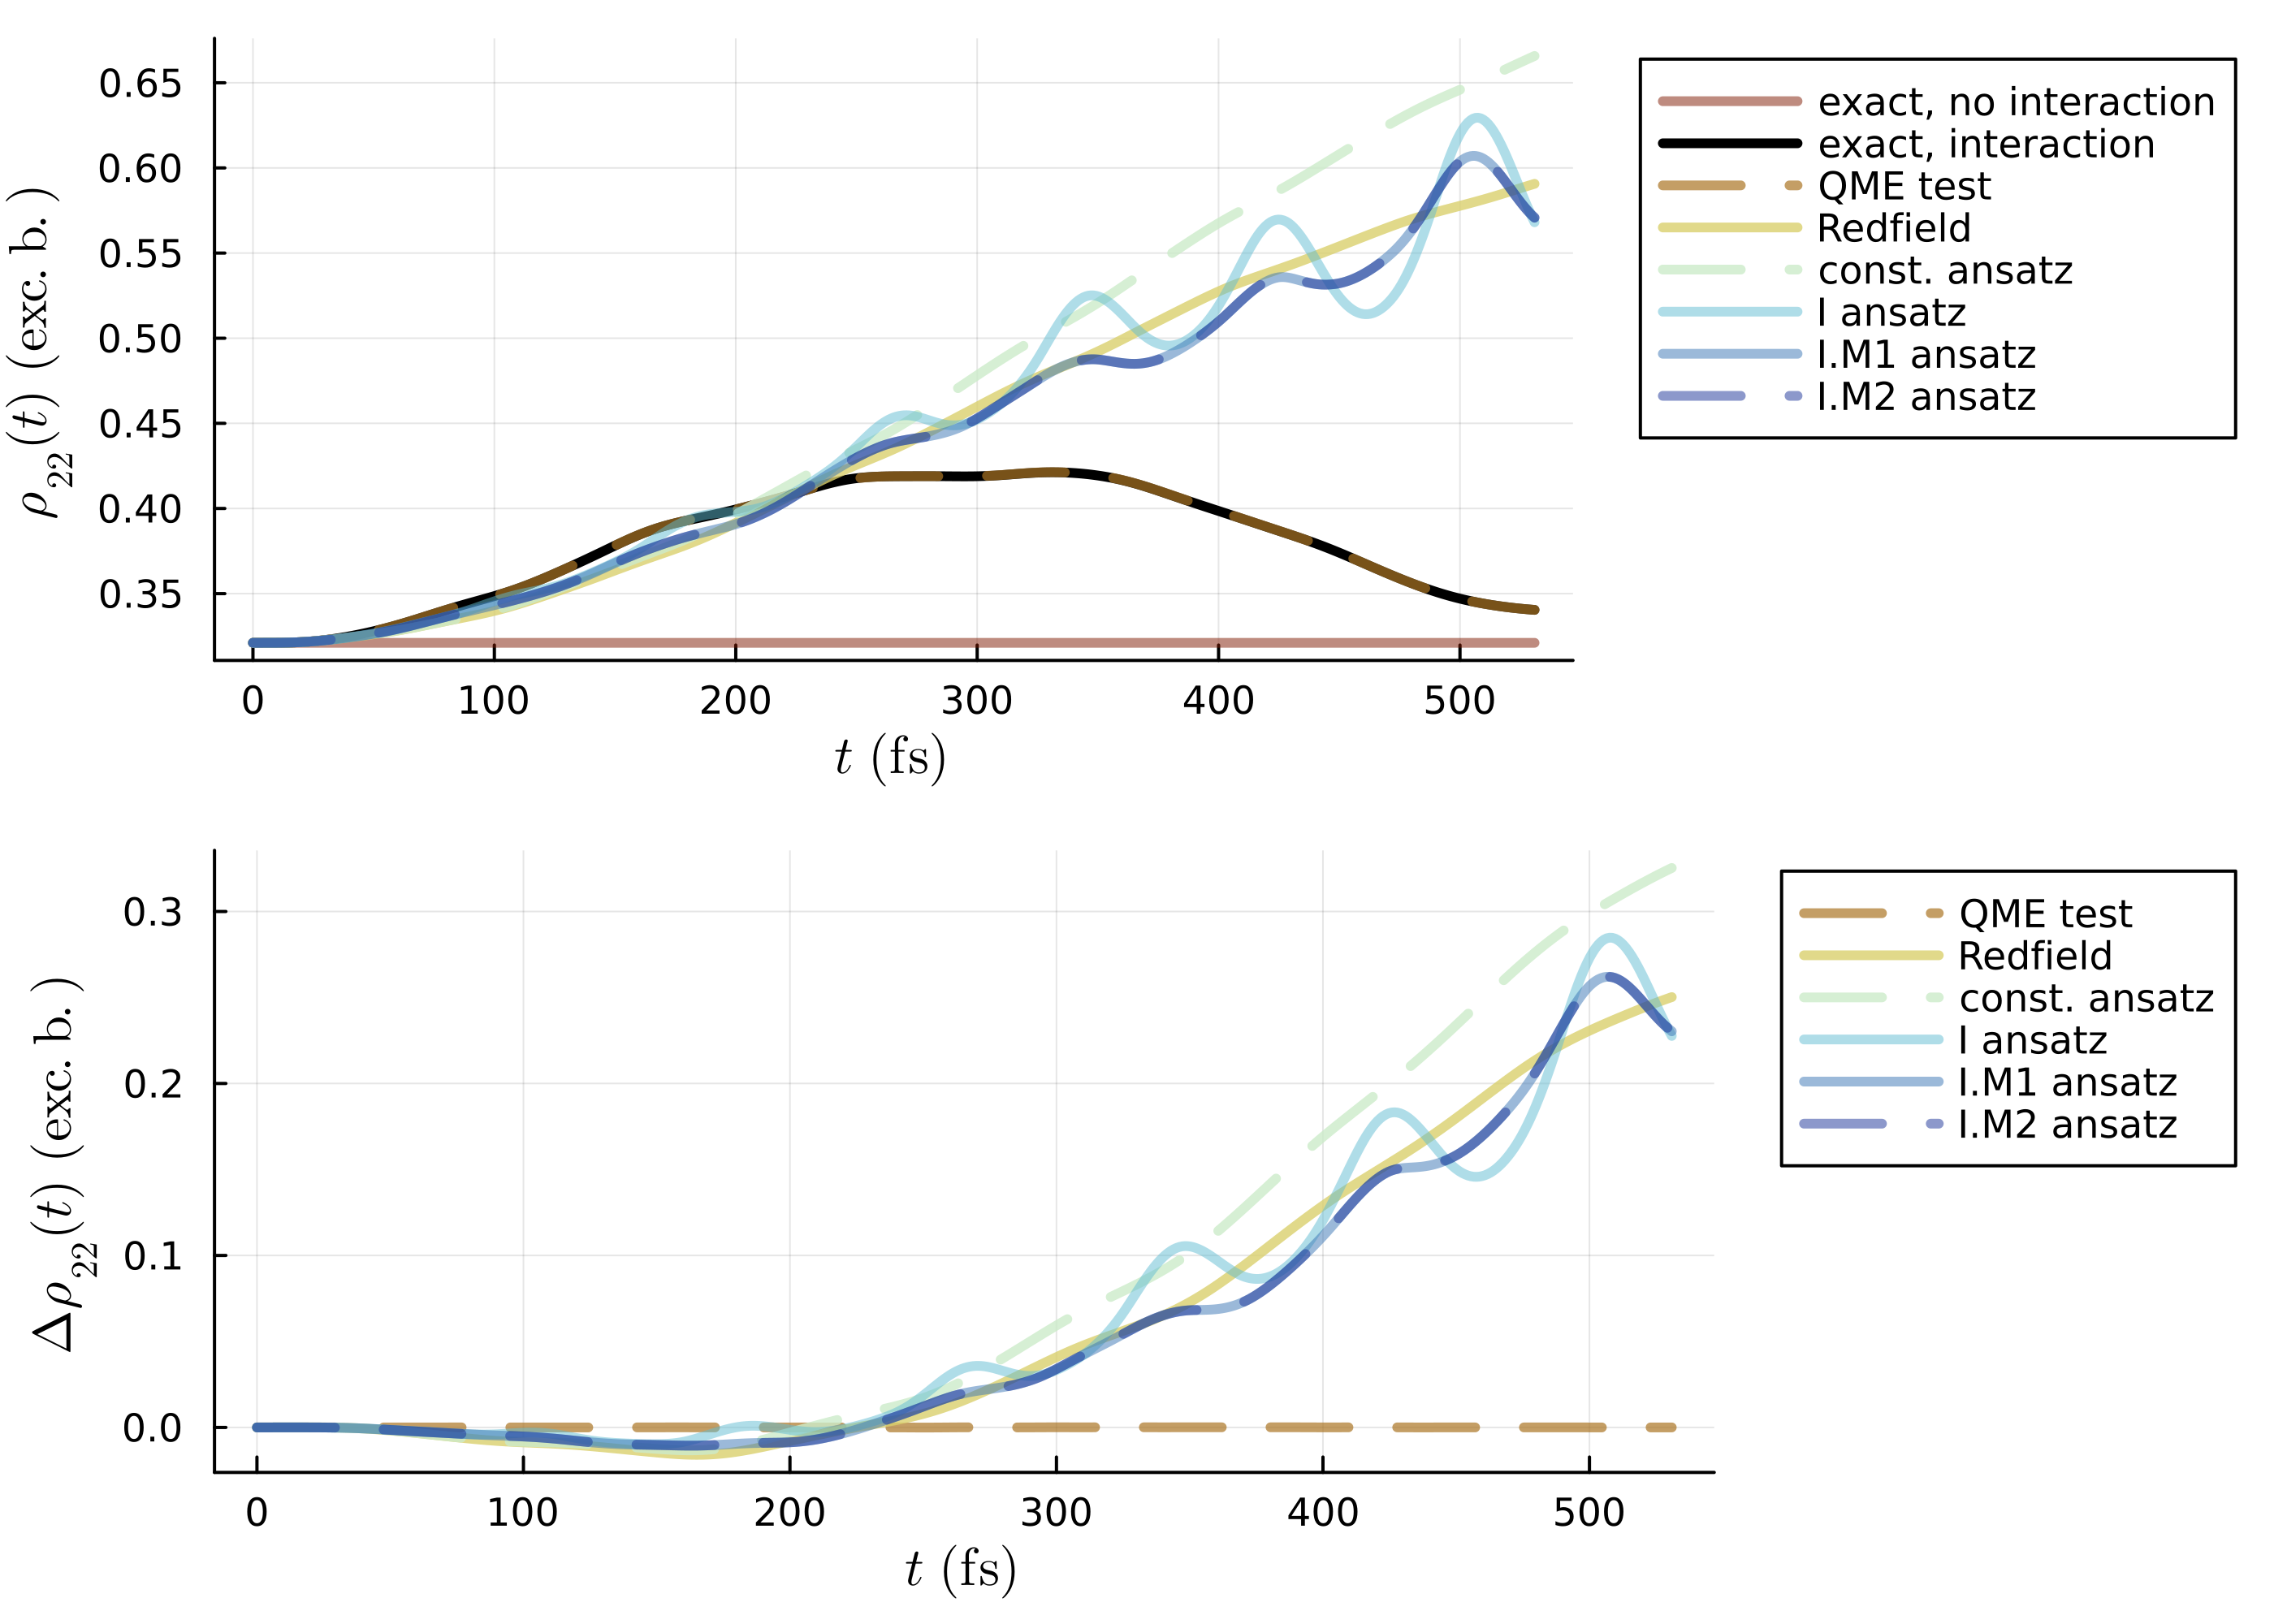 0.65
0.60
0.55
0.50
0.45
0.40
0.35
ρ22(t) (exc. b. )
0 100 200 300 400 500
t (fs)
exact, no interaction
exact, interaction
QME test
Redfield
const. ansatz
I ansatz
I.M1 ansatz
I.M2 ansatz
0.3
0.2
0.1
0.0
Δρ22(t) (exc. b. )
0 100 200 300 400 500
t (fs)
QME test
Redfield
const. ansatz
I ansatz
I.M1 ansatz
I.M2 ansatz